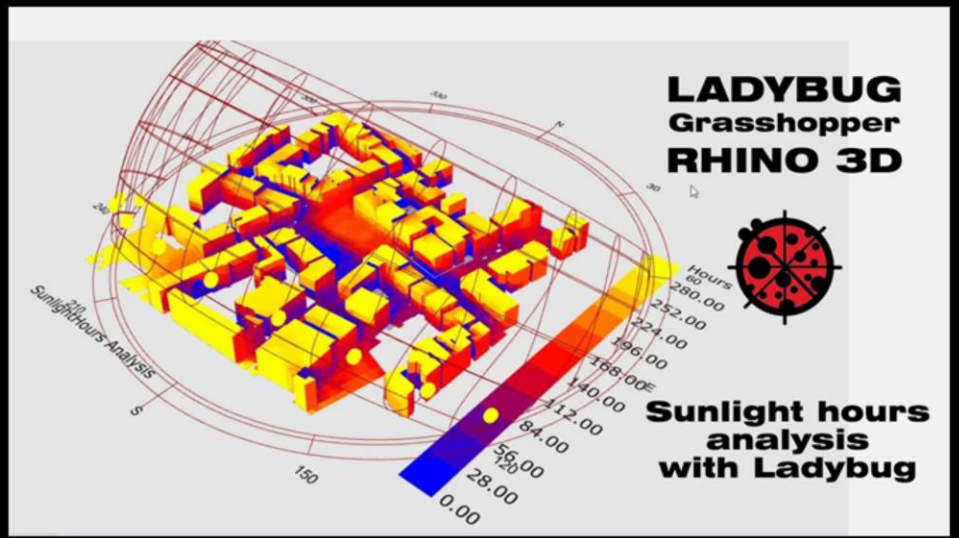 LADYBUG
Grasshopper
RHINO 3D
330
N
300
30
240
Hours
60
280.00
252.00
224.00
196.00
168.00
E
140.00
112.00
84.00
56.00
120
28.00
0.00
210
SunlightHours Analysis
S
150
Sunlight hours
analysis
with Ladybug